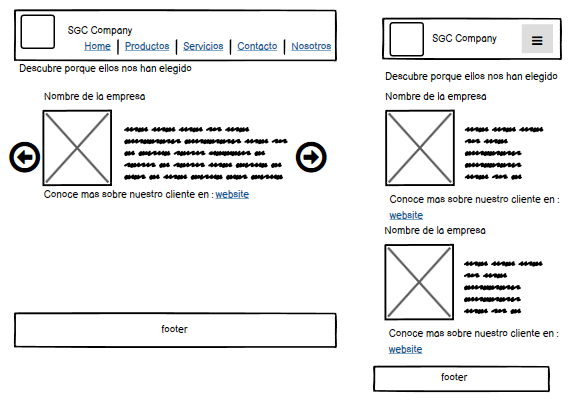 SGC Company
Home | Productos | Servicios | Contacto | Nosotros
Descubre porque ellos nos han elegido
Nombre de la empresa
Conoce mas sobre nuestro cliente en : website
footer
SGC Company
Descubre porque ellos nos han elegido
Nombre de la empresa
Conoce mas sobre nuestro cliente en :
website
Nombre de la empresa
Conoce mas sobre nuestro cliente en :
website
footer